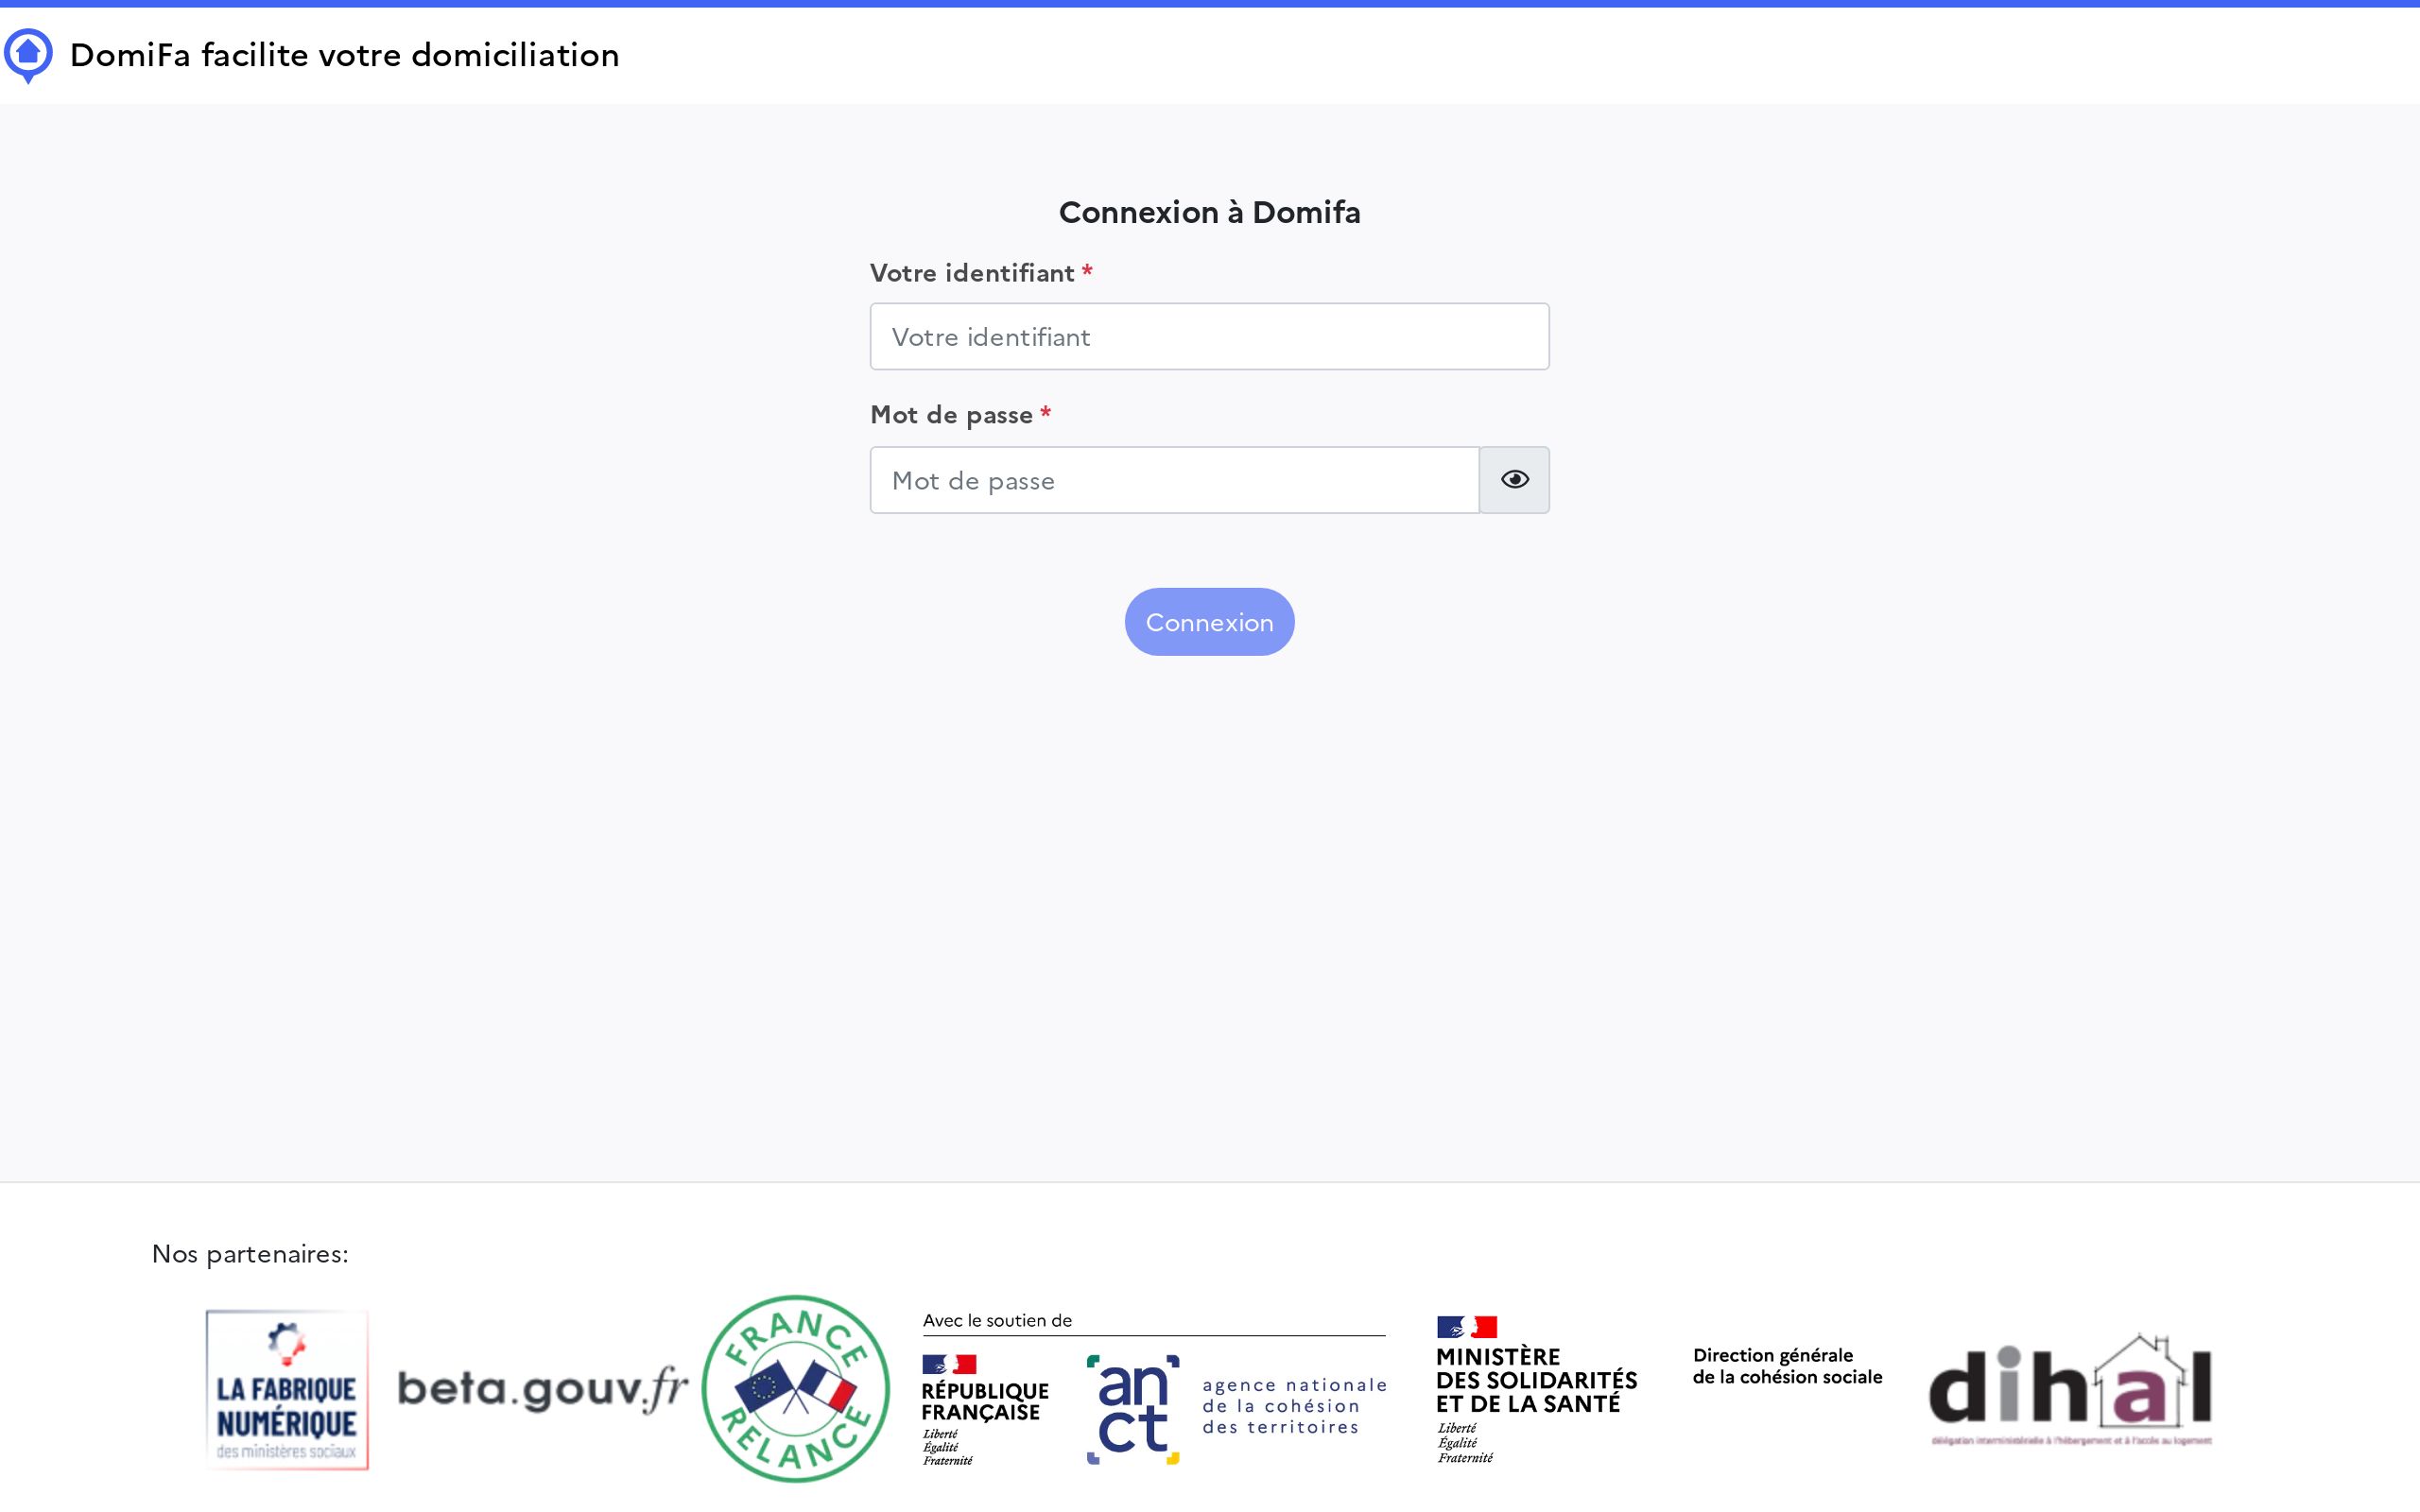 DomiFa facilite votre domiciliation
Connexion à Domifa
Votre identifiant *
Votre identifiant
Mot de passe *
Mot de passe
Connexion
Nos partenaires:
LA FABRIQUE
NUMÉRIQUE
des ministères sociaux
beta.gouv.fr
FRANCE
RELANCE
Avec le soutien de
RÉPUBLIQUE
FRANÇAISE
Liberté
Égalité
Fraternité
an
ct
agence nationale
de la cohésion
des territoires
MINISTÈRE
DES SOLIDARITÉS
ET DE LA SANTÉ
Liberté
Égalité
Fraternité
Direction générale
de la cohésion sociale
dihal
délégation interministérielle à l'hébergement et à l'accès au logement